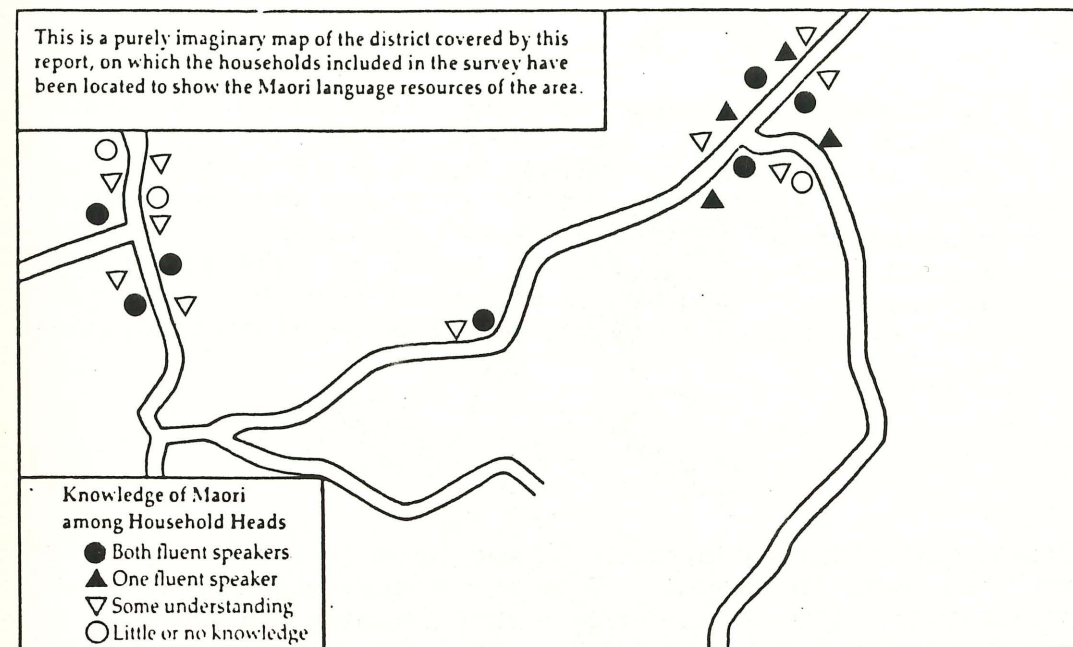 This is a purely imaginary map of the district covered by this
report, on which the households included in the survey have
been located to show the Maori language resources of the area.
Knowledge of Maori
among Household Heads
Both fluent speakers
One fluent speaker
Some understanding
Little or no knowledge